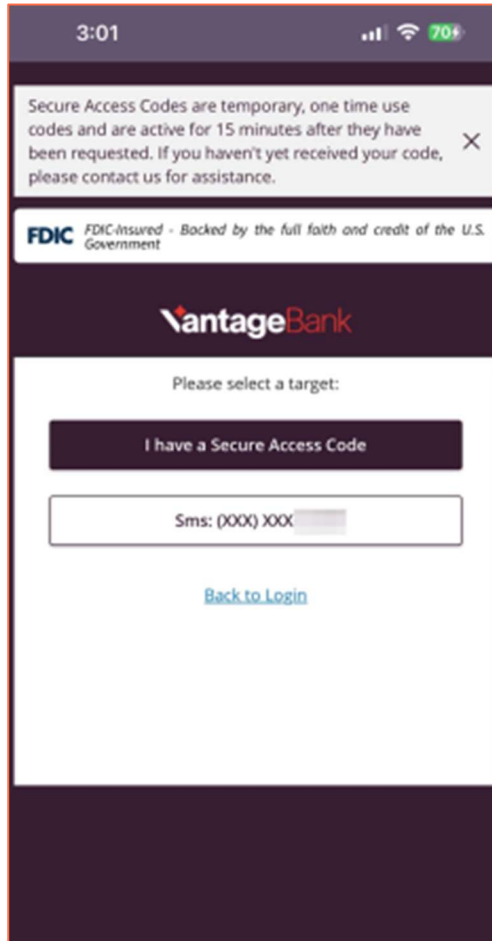 3:01
70
Secure Access Codes are temporary, one time use
codes and are active for 15 minutes after they have
been requested. If you haven't yet received your code,
please contact us for assistance.
FDIC FDIC-Insured - Backed by the full faith and credit of the U.S.
Government
VantageBank
Please select a target:
I have a Secure Access Code
Sms: (XXX) XXX
Back to Login